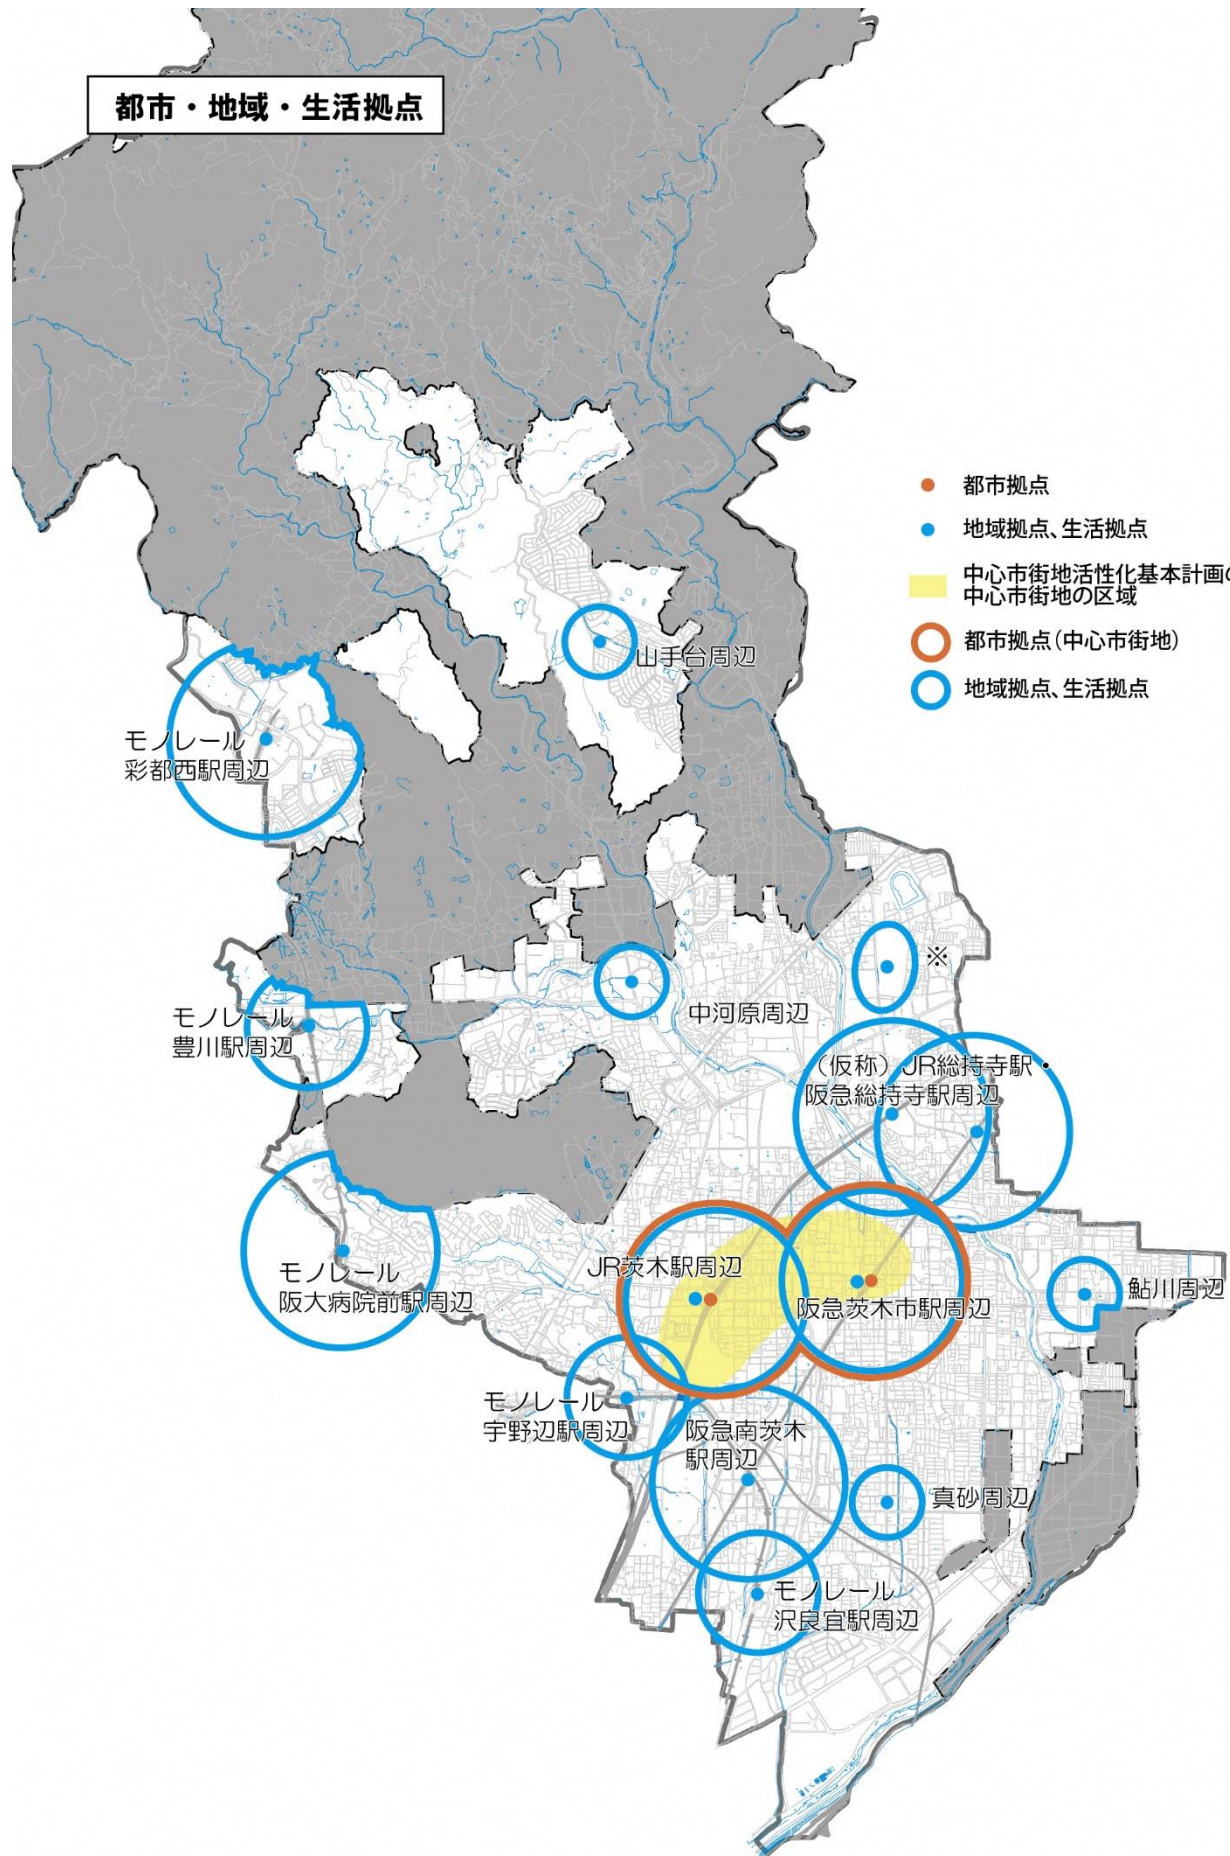 都市・地域・生活拠点
都市拠点
地域拠点、生活拠点
中心市街地活性化基本計画の
中心市街地の区域
都市拠点(中心市街地)
地域拠点、生活拠点
山手台周辺
モノレール
彩都西駅周辺
※
モノレール
豊川駅周辺
中河原周辺
(仮称)JR総持寺駅・
阪急総持寺駅周辺
モノレール
阪大病院前駅周辺
JR茨木駅周辺
阪急茨木市駅周辺
鮎川周辺
モノレール
宇野辺駅周辺
阪急南茨木
駅周辺
真砂周辺
モノレール
沢良宜駅周辺